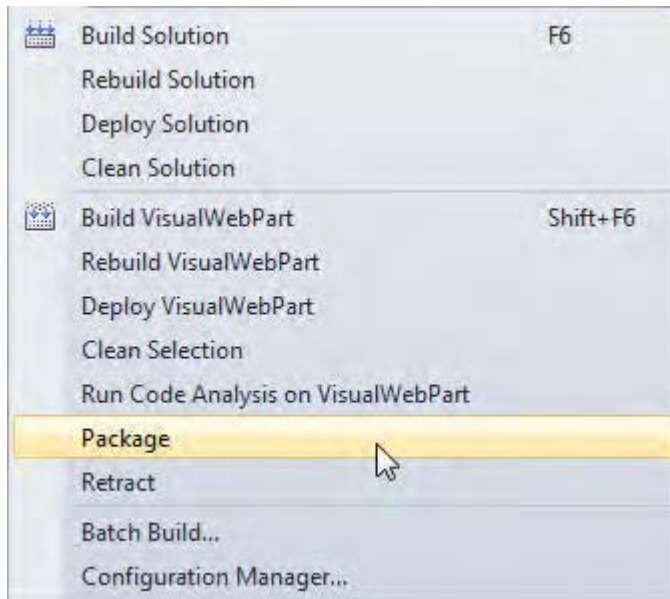 Build Solution F6
Rebuild Solution
Deploy Solution
Clean Solution
Build VisualWebPart Shift+F6
Rebuild VisualWebPart
Deploy VisualWebPart
Clean Selection
Run Code Analysis on VisualWebPart
Package
Retract
Batch Build...
Configuration Manager...